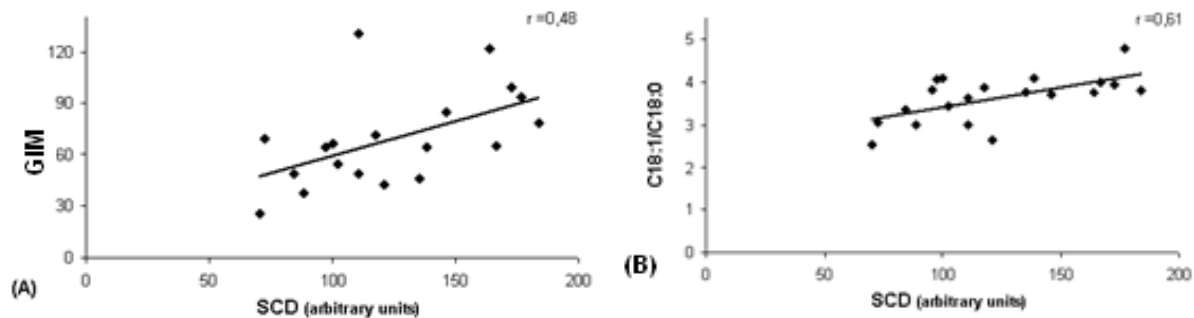 r =0,48
120
90
60
30
0
GIM
0 50 100 150 200
SCD (arbitrary units)
(A)
r =0,61
5
4
3
2
1
0
C18:1/C18:0
0 50 100 150 200
SCD (arbitrary units)
(B)